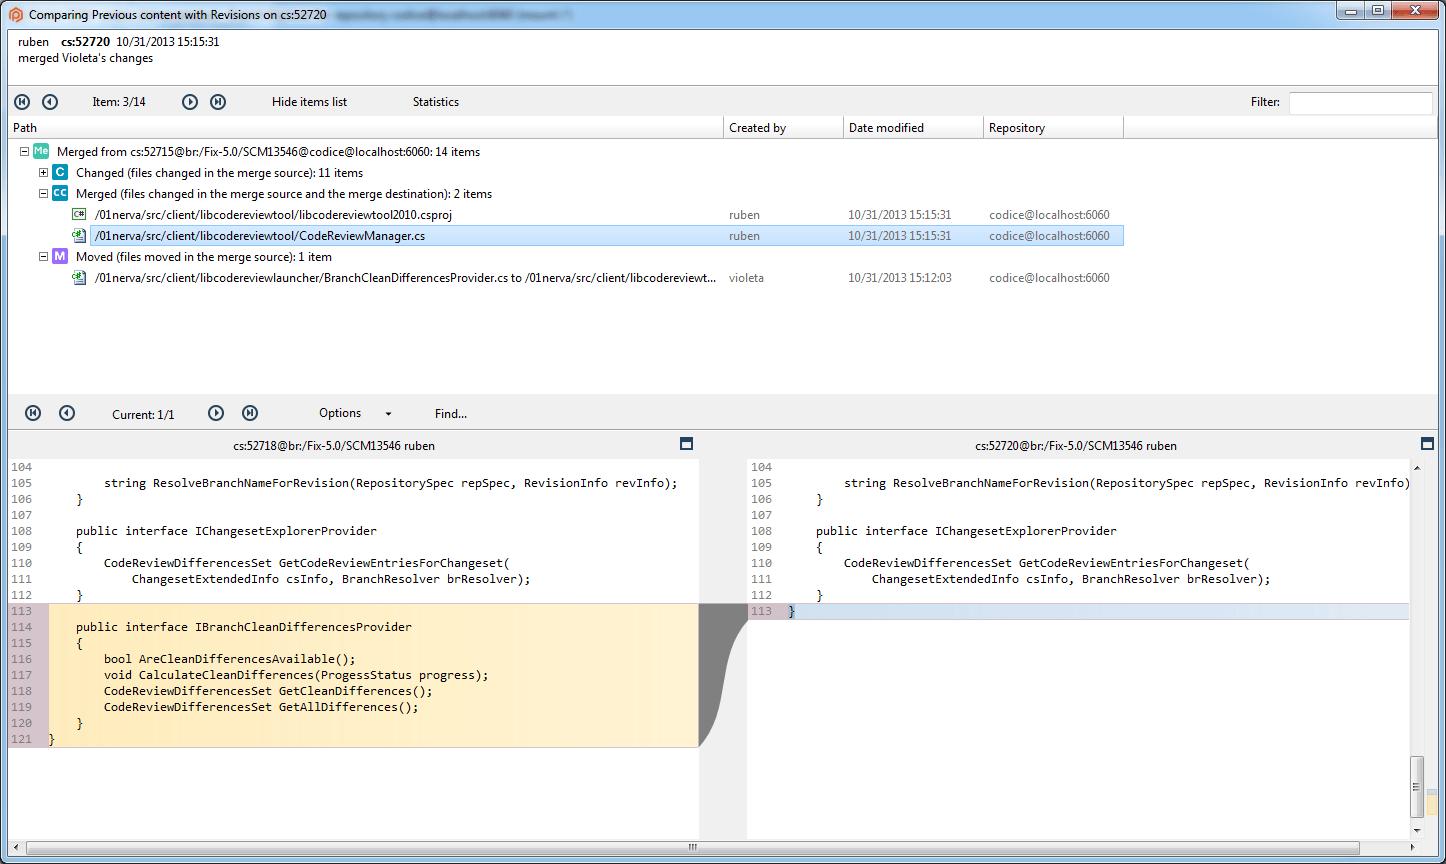 Comparing Previous content with Revisions on cs:52720
ruben cs:52720 10/31/2013 15:15:31
merged Violeta's changes
Item: 3/14 Hide items list Statistics Filter:
Path Created by Date modified Repository
Me Merged from cs:52715@br:/Fix-5.0/SCM13546@codice@localhost:6060: 14 items
C Changed (files changed in the merge source): 11 items
CC Merged (files changed in the merge source and the merge destination): 2 items
C# /01nerva/src/client/libcodereviewtool/libcodereviewtool2010.csproj ruben 10/31/2013 15:15:31 codice@localhost:6060
/01nerva/src/client/libcodereviewtool/CodeReviewManager.cs ruben 10/31/2013 15:15:31 codice@localhost:6060
M Moved (files moved in the merge source): 1 item
/01nerva/src/client/libcodereviewlauncher/BranchCleanDifferencesProvider.cs to /01nerva/src/client/libcodereviewt... violeta 10/31/2013 15:12:03 codice@localhost:6060
Current: 1/1 Options Find...
cs:52718@br:/Fix-5.0/SCM13546 ruben
104
105 string ResolveBranchNameForRevision(RepositorySpec repSpec, RevisionInfo revInfo);
106 }
107
108 public interface IChangesetExplorerProvider
109 {
110 CodeReviewDifferencesSet GetCodeReviewEntriesForChangeset(
111 ChangesetExtendedInfo csInfo, BranchResolver brResolver);
112 }
113
114 public interface IBranchCleanDifferencesProvider
115 {
116 bool AreCleanDifferencesAvailable();
117 void CalculateCleanDifferences(ProgessStatus progress);
118 CodeReviewDifferencesSet GetCleanDifferences();
119 CodeReviewDifferencesSet GetAllDifferences();
120 }
121 }
cs:52720@br:/Fix-5.0/SCM13546 ruben
104
105 string ResolveBranchNameForRevision(RepositorySpec repSpec, RevisionInfo revInfo)
106 }
107
108 public interface IChangesetExplorerProvider
109 {
110 CodeReviewDifferencesSet GetCodeReviewEntriesForChangeset(
111 ChangesetExtendedInfo csInfo, BranchResolver brResolver);
112 }
113 }